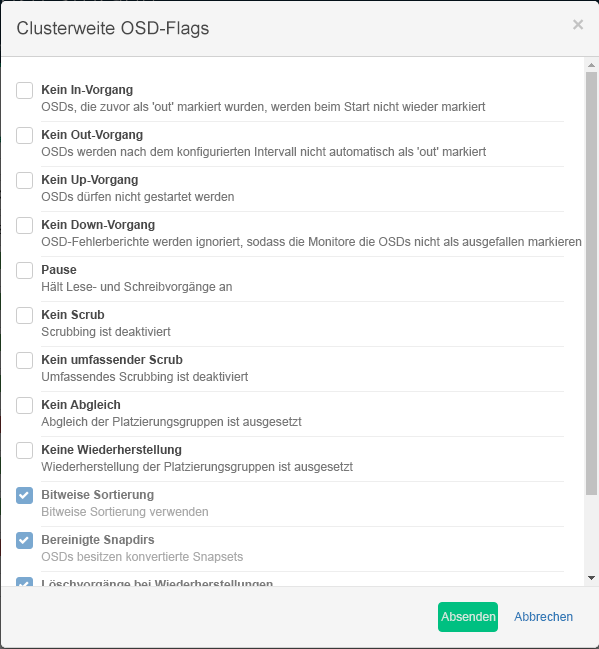 Clusterweite OSD-Flags
×
Kein In-Vorgang
OSDs, die zuvor als 'out' markiert wurden, werden beim Start nicht wieder markiert
Kein Out-Vorgang
OSDs werden nach dem konfigurierten Intervall nicht automatisch als 'out' markiert
Kein Up-Vorgang
OSDs dürfen nicht gestartet werden
Kein Down-Vorgang
OSD-Fehlerberichte werden ignoriert, sodass die Monitore die OSDs nicht als ausgefallen markieren
Pause
Hält Lese- und Schreibvorgänge an
Kein Scrub
Scrubbing ist deaktiviert
Kein umfassender Scrub
Umfassendes Scrubbing ist deaktiviert
Kein Abgleich
Abgleich der Platzierungsgruppen ist ausgesetzt
Keine Wiederherstellung
Wiederherstellung der Platzierungsgruppen ist ausgesetzt
Bitweise Sortierung
Bitweise Sortierung verwenden
Bereinigte Snapdirs
OSDs besitzen konvertierte Snapsets
Löschvorgänge bei Wiederherstellungen
Absenden
Abbrechen